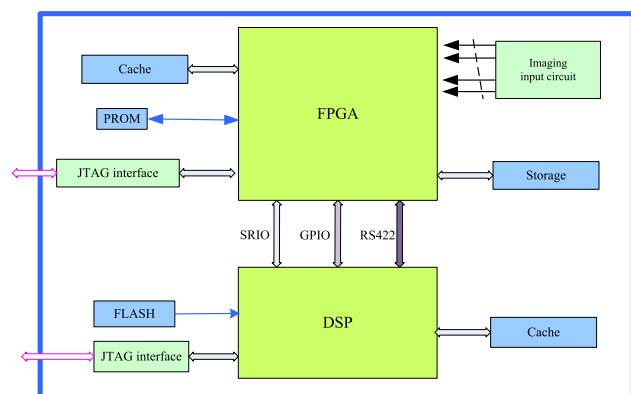 Cache
Imaging
input circuit
PROM
FPGA
JTAG interface
Storage
SRIO
GPIO
RS422
FLASH
DSP
Cache
JTAG interface